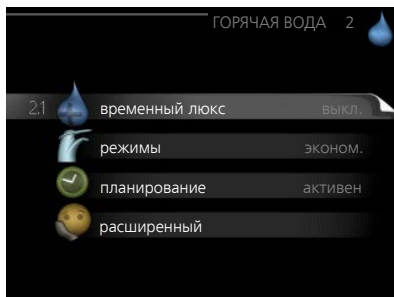 ГОРЯЧАЯ ВОДА 2
2.1 временный люкс выкл.
режимы эконом.
планирование активен
расширенный